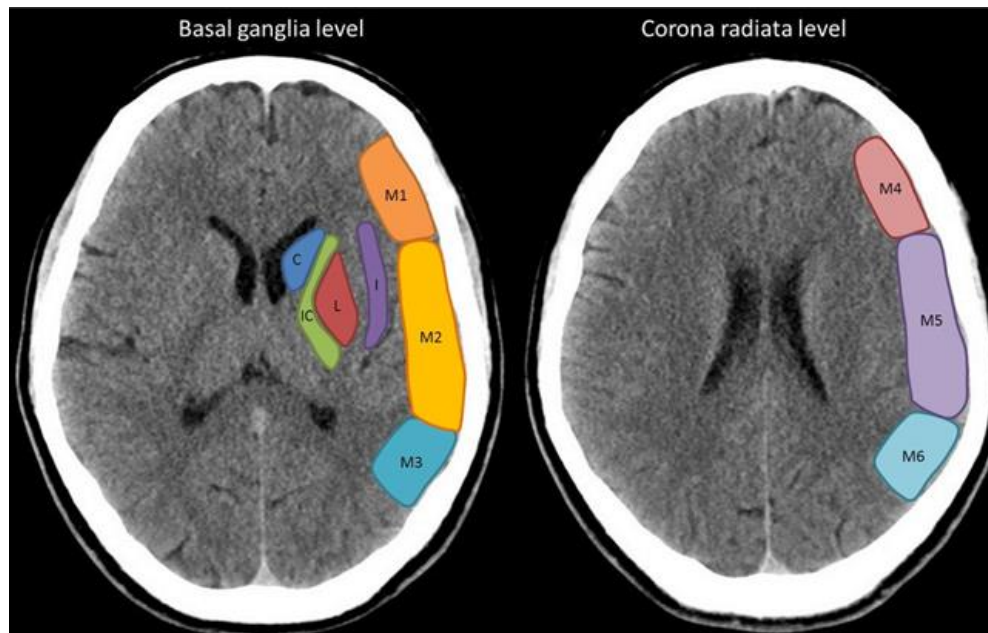 Basal ganglia level
Corona radiata level
M1
C
I
L
IC
M2
M3
M4
M5
M6